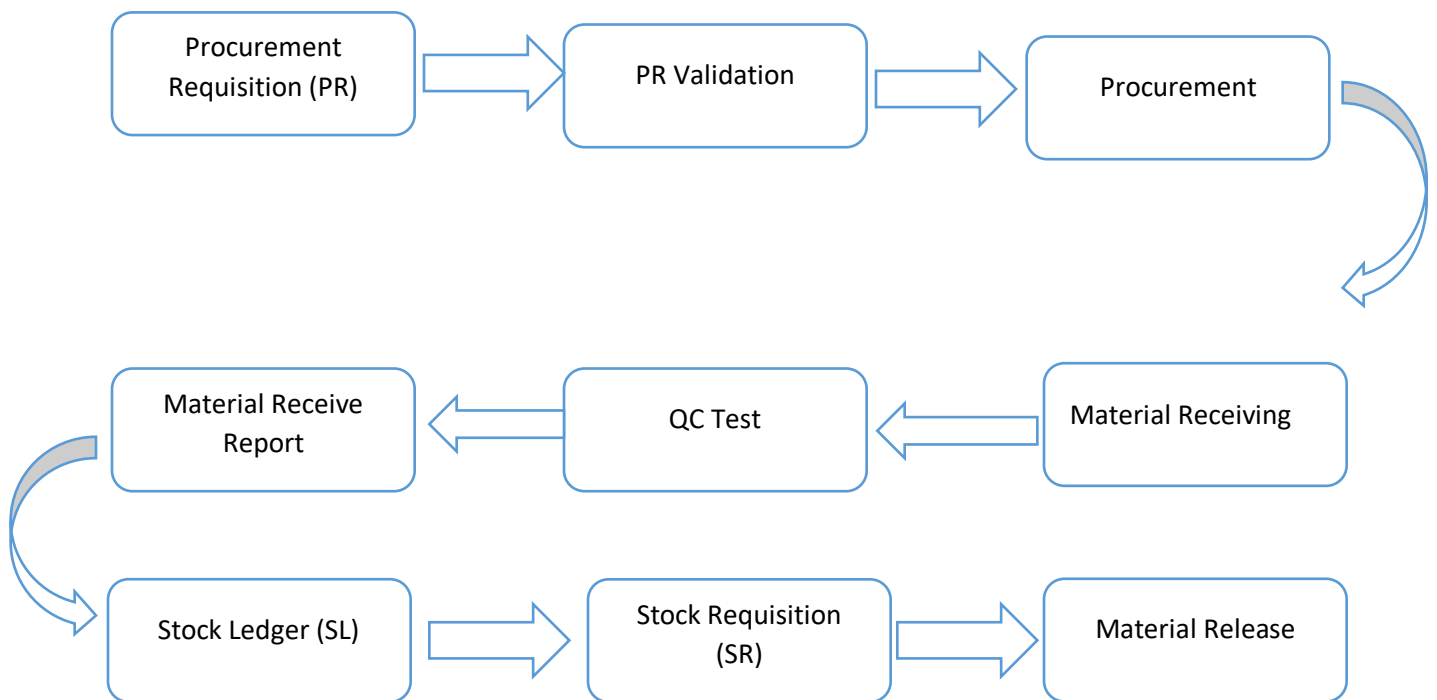 Procurement
Requisition (PR)
PR Validation
Procurement
Material Receiving
QC Test
Material Receive
Report
Stock Ledger (SL)
Stock Requisition
(SR)
Material Release